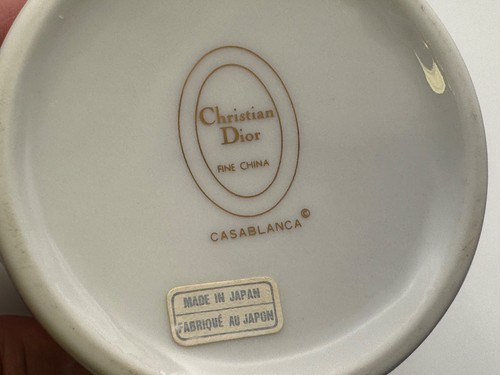 Christian
Dior
FINE CHINA
CASABLANCA©
MADE IN JAPAN
FABRIQUÉ AU JAPON